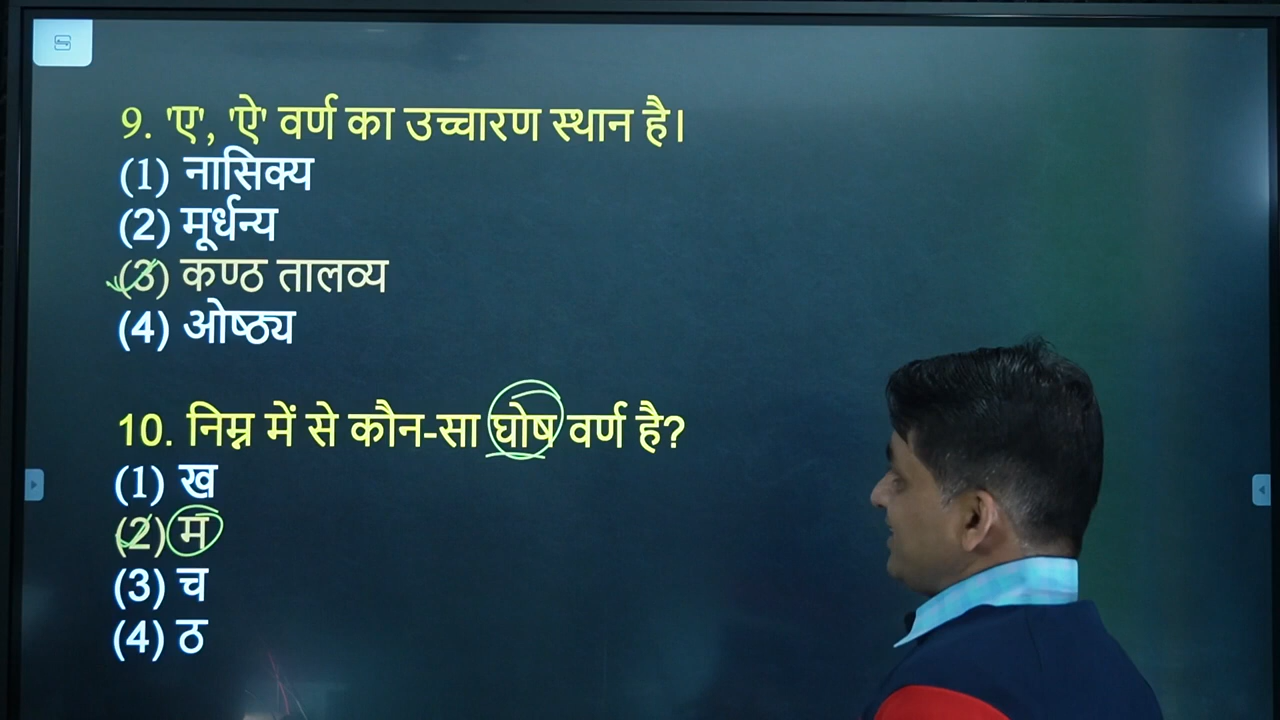 9. 'ए', 'ऐ' वर्ण का उच्चारण स्थान है।
(1) नासिक्य
(2) मूर्धन्य
(3) कण्ठ तालव्य
(4) ओष्ठ्य
10. निम्न में से कौन-सा घोष वर्ण है?
(1) ख
(2) म
(3) च
(4) ठ